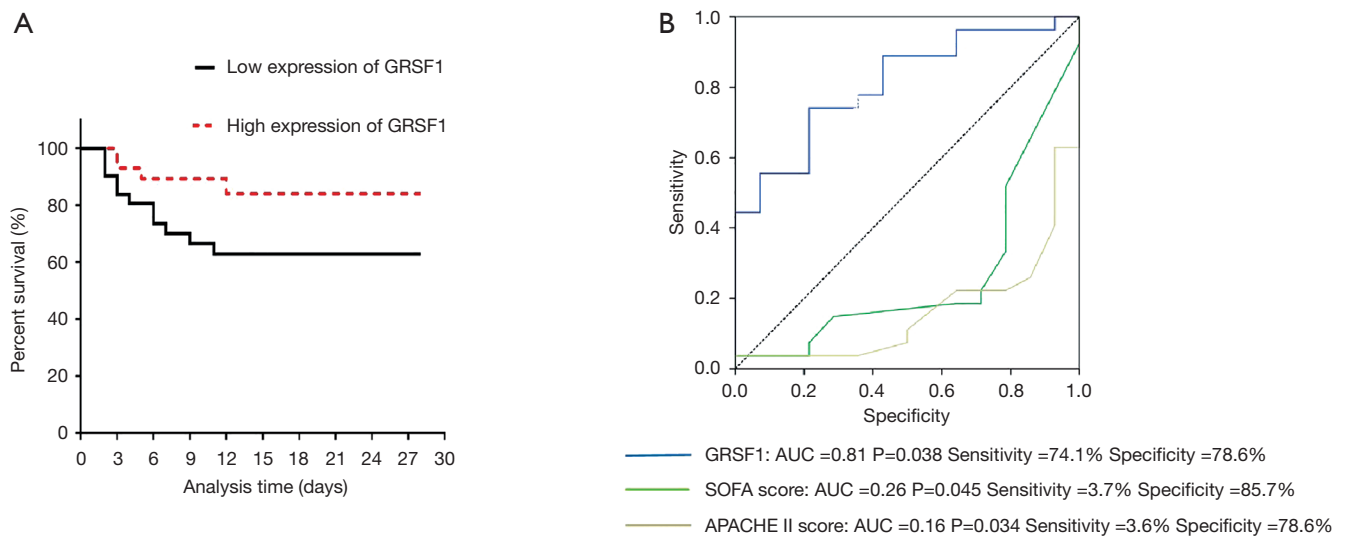 A
Low expression of GRSF1
High expression of GRSF1
100
80
60
40
20
0
Percent survival (%)
0 3 6 9 12 15 18 21 24 27 30
Analysis time (days)
B
1.0
0.8
0.6
0.4
0.2
0.0
Sensitivity
0.0 0.2 0.4 0.6 0.8 1.0
Specificity
GRSF1: AUC =0.81 P=0.038 Sensitivity =74.1% Specificity =78.6%
SOFA score: AUC =0.26 P=0.045 Sensitivity =3.7% Specificity =85.7%
APACHE II score: AUC =0.16 P=0.034 Sensitivity =3.6% Specificity =78.6%